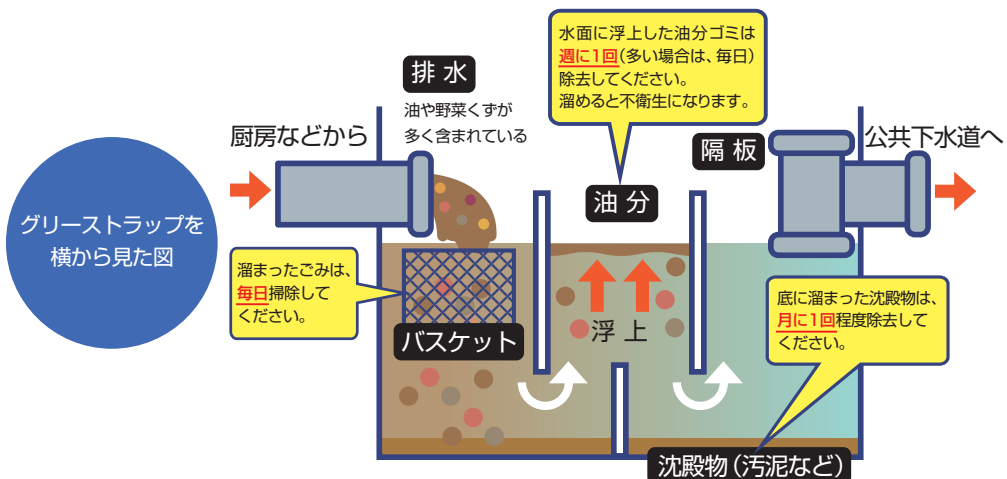 グリーストラップを
横から見た図
厨房などから
排水
油や野菜くずが
多く含まれている
水面に浮上した油分ゴミは
週に1回(多い場合は、毎日)
除去してください。
溜めると不衛生になります。
油分
隔板
公共下水道へ
溜まったごみは、
毎日掃除して
ください。
バスケット
浮上
底に溜まった沈殿物は、
月に1回程度除去して
ください。
沈殿物(汚泥など)